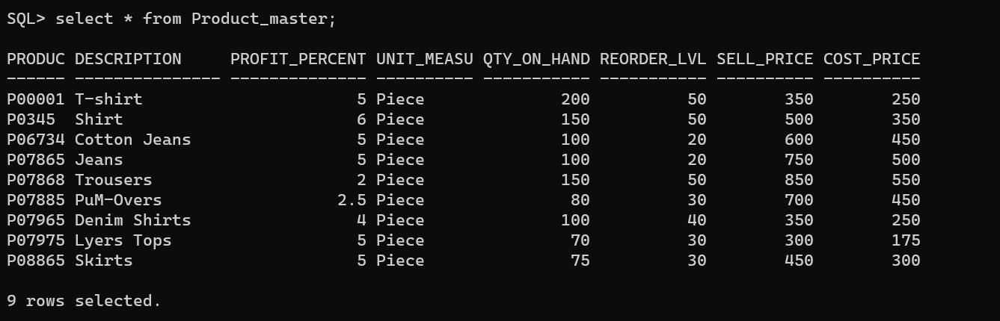 SQL> select * from Product_master;
PRODUC DESCRIPTION     PROFIT_PERCENT UNIT_MEASU QTY_ON_HAND REORDER_LVL SELL_PRICE COST_PRICE
------ --------------- -------------- ---------- ----------- ----------- ---------- ----------
P00001 T-shirt                      5 Piece              200          50        350        250
P0345  Shirt                        6 Piece              150          50        500        350
P06734 Cotton Jeans                 5 Piece              100          20        600        450
P07865 Jeans                        5 Piece              100          20        750        500
P07868 Trousers                     2 Piece              150          50        850        550
P07885 PuM-Overs                  2.5 Piece               80          30        700        450
P07965 Denim Shirts                 4 Piece              100          40        350        250
P07975 Lyers Tops                   5 Piece               70          30        300        175
P08865 Skirts                       5 Piece               75          30        450        300
9 rows selected.